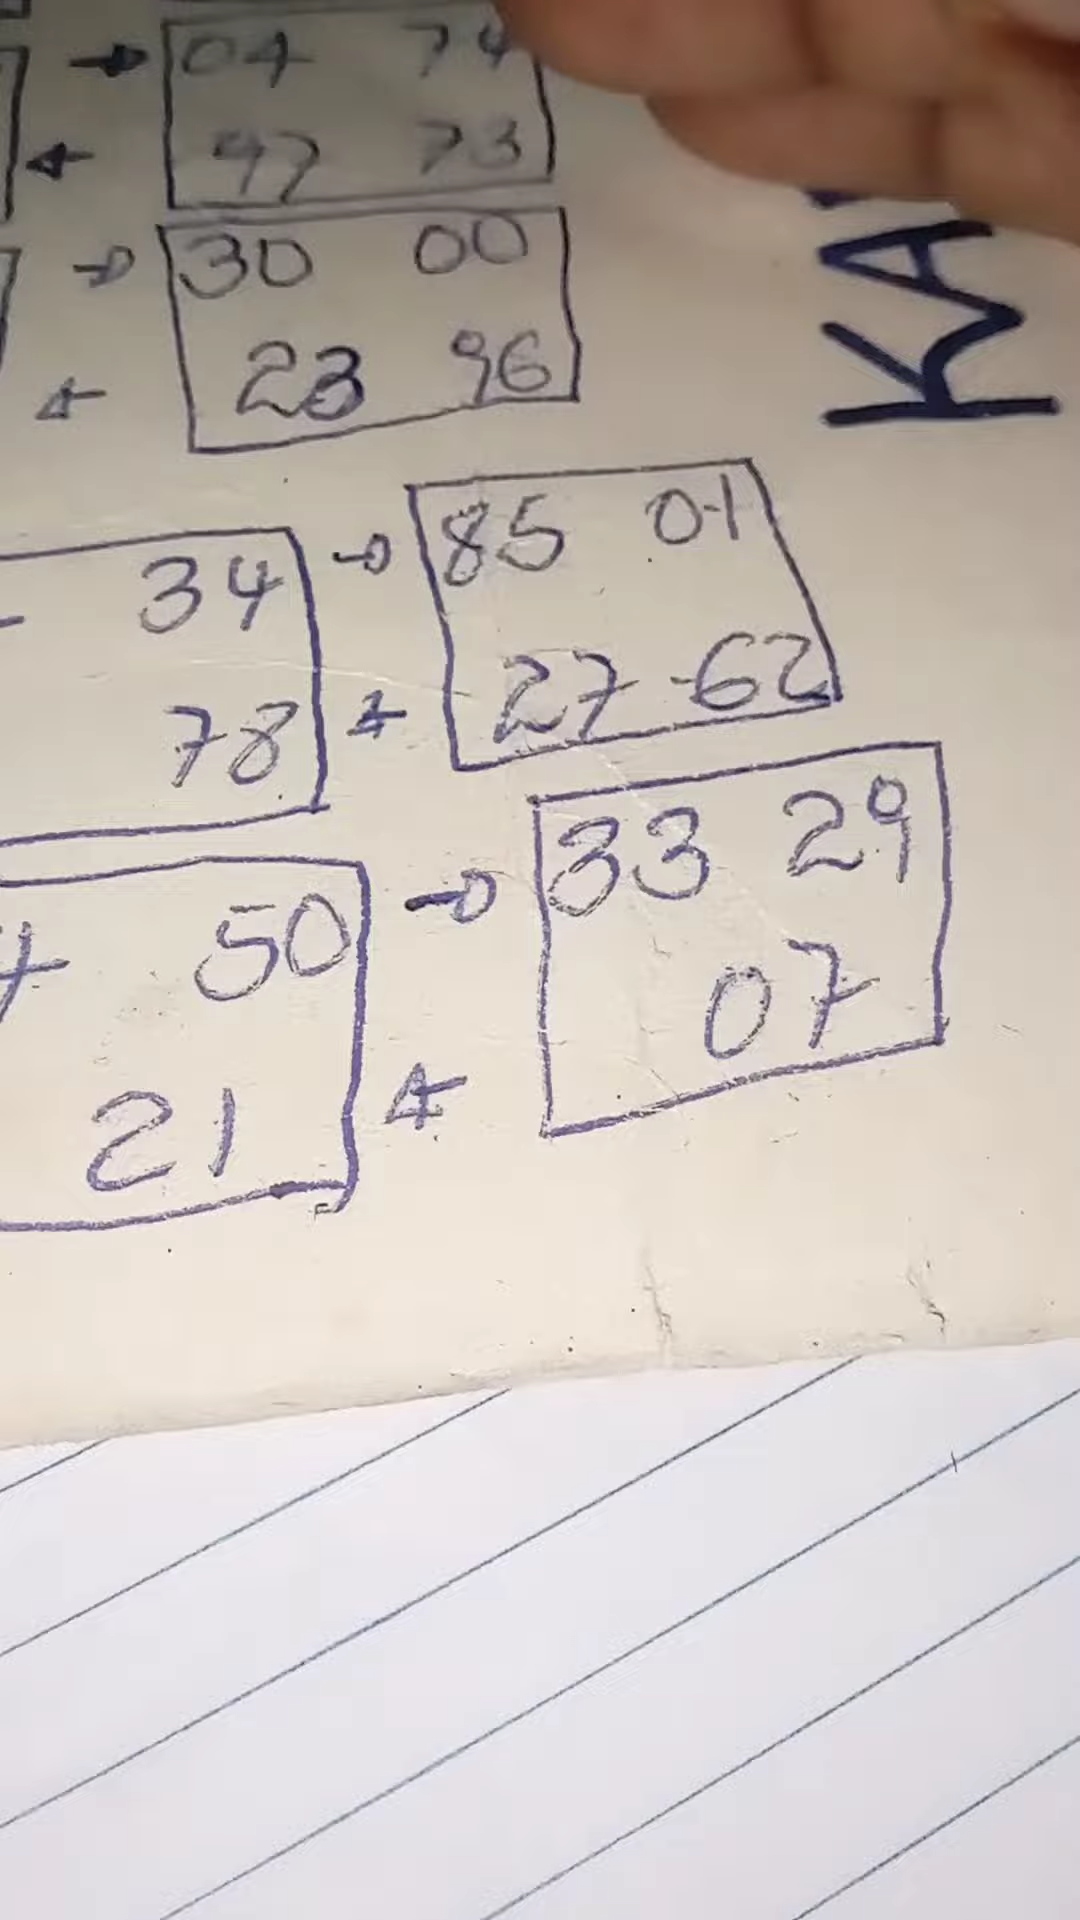 → 04 74
← 47 73
→ 30 00
← 23 96
34 → 85 01
78 ← 27 62
50 → 33 29
21 ← 07